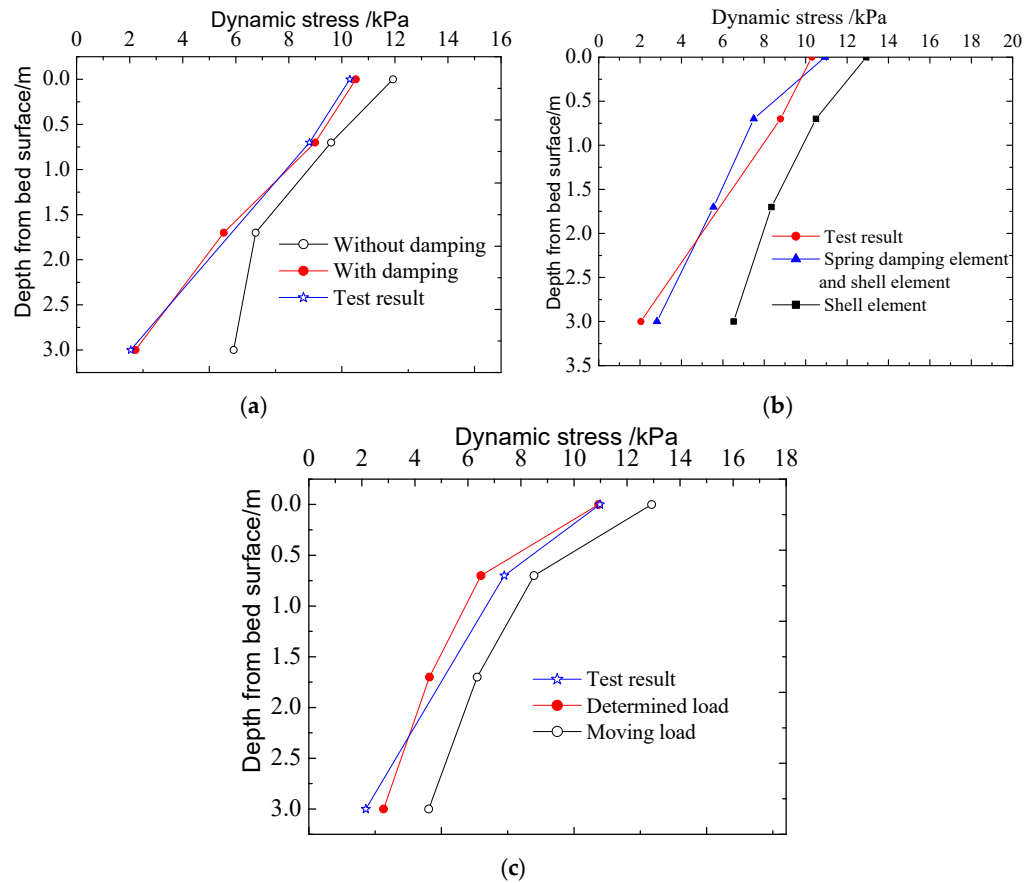 Dynamic stress /kPa
0 2 4 6 8 10 12 14 16
Depth from bed surface/m
0.0
0.5
1.0
1.5
2.0
2.5
3.0
Without damping
With damping
Test result
(a)
Dynamic stress /kPa
0 2 4 6 8 10 12 14 16 18 20
Depth from bed surface/m
0.0
0.5
1.0
1.5
2.0
2.5
3.0
3.5
Test result
Spring damping element
and shell element
Shell element
(b)
Dynamic stress /kPa
0 2 4 6 8 10 12 14 16 18
Depth from bed surface/m
0.0
0.5
1.0
1.5
2.0
2.5
3.0
Test result
Determined load
Moving load
(c)